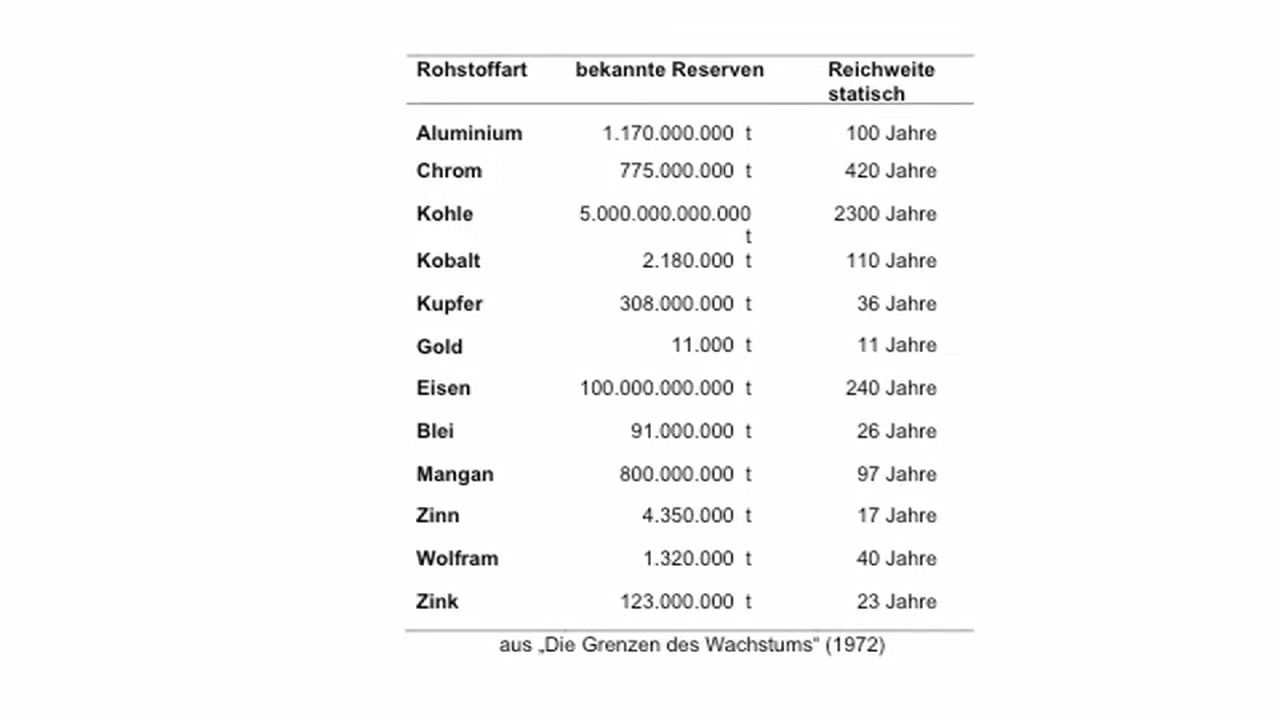 Rohstoffart bekannte Reserven Reichweite
statisch
Aluminium 1.170.000.000 t 100 Jahre
Chrom 775.000.000 t 420 Jahre
Kohle 5.000.000.000.000 2300 Jahre
t
Kobalt 2.180.000 t 110 Jahre
Kupfer 308.000.000 t 36 Jahre
Gold 11.000 t 11 Jahre
Eisen 100.000.000.000 t 240 Jahre
Blei 91.000.000 t 26 Jahre
Mangan 800.000.000 t 97 Jahre
Zinn 4.350.000 t 17 Jahre
Wolfram 1.320.000 t 40 Jahre
Zink 123.000.000 t 23 Jahre
aus „Die Grenzen des Wachstums“ (1972)